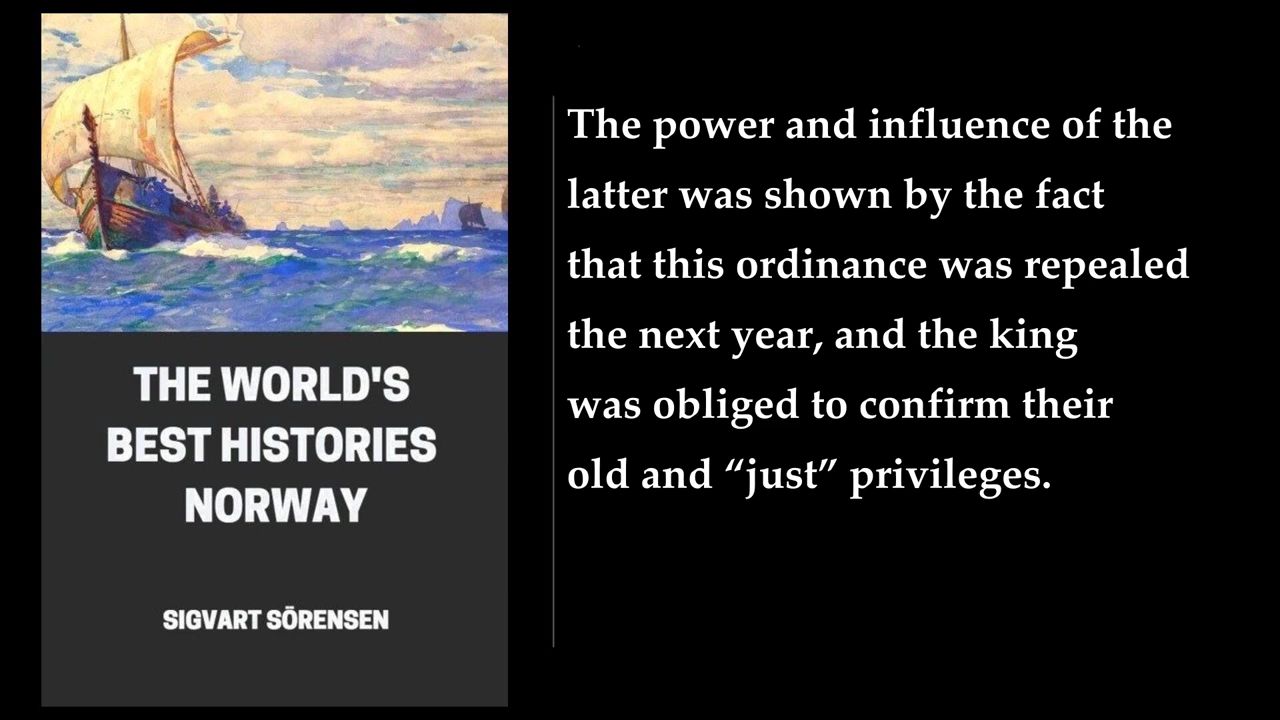 THE WORLD'S
BEST HISTORIES
NORWAY
SIGVART SÖRENSEN
The power and influence of the
latter was shown by the fact
that this ordinance was repealed
the next year, and the king
was obliged to confirm their
old and “just” privileges.